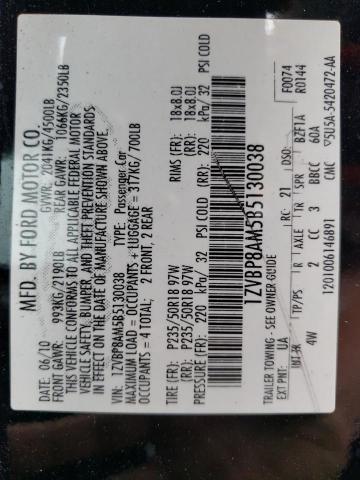 MFD. BY FORD MOTOR CO.
DATE: 06/10 GVWR: 2041KG/4500LB
FRONT GAWR: 993KG/2190LB REAR GAWR: 1066KG/2350LB
THIS VEHICLE CONFORMS TO ALL APPLICABLE FEDERAL MOTOR
VEHICLE SAFETY, BUMPER, AND THEFT PREVENTION STANDARDS
IN EFFECT ON THE DATE OF MANUFACTURE SHOWN ABOVE.
VIN: 1ZVBP8AM5B5130038 TYPE: Passenger Car
MAXIMUM LOAD = OCCUPANTS + LUGGAGE = 317KG/700LB
OCCUPANTS = 4 TOTAL; 2 FRONT, 2 REAR
TIRE (FR): P235/50R18 97W RIMS (FR): 18x8.0J
(RR): P235/50R18 97W (RR): 18x8.0J
PRESSURE (FR): 220 kPa/ 32 PSI COLD (RR): 220 kPa/ 32 PSI COLD
1ZVBP8AM5B5130038
F0074
R0144
TRAILER TOWING - SEE OWNER GUIDE
EXT PNT: UA RC: 21 DSO:
INT TR TP/PS R AXLE TR SPR BZF1A
4W 2 CC 3 BBCC 60A
1201006146891 CMC 5U5A-5420472-AA